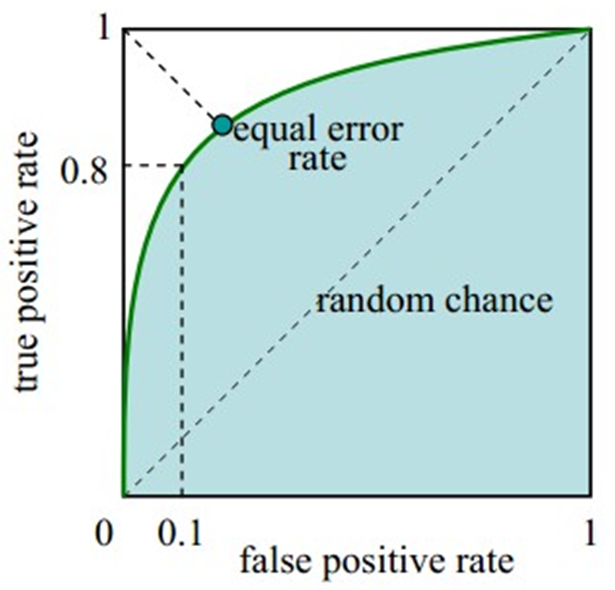 1
equal error
rate
0.8
true positive rate
random chance
0
0.1
1
false positive rate